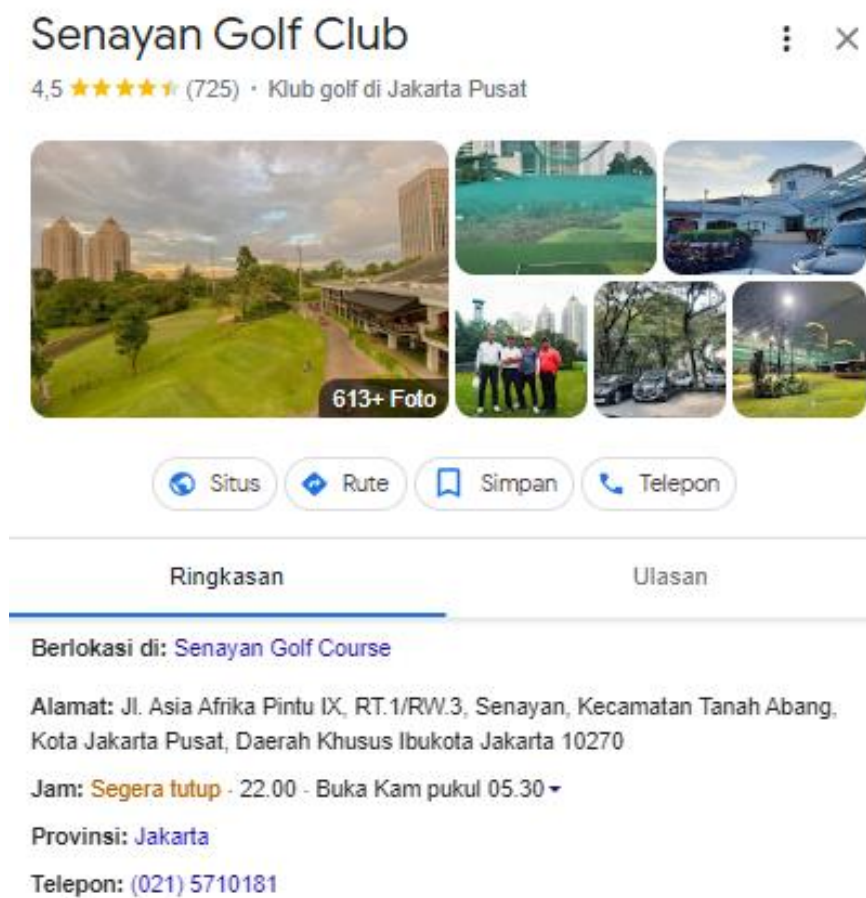 Senayan Golf Club
4,5 (725) · Klub golf di Jakarta Pusat
613+ Foto
Situs
Rute
Simpan
Telepon
Ringkasan
Ulasan
Berlokasi di: Senayan Golf Course
Alamat: Jl. Asia Afrika Pintu IX, RT.1/RW.3, Senayan, Kecamatan Tanah Abang,
Kota Jakarta Pusat, Daerah Khusus Ibukota Jakarta 10270
Jam: Segera tutup · 22.00 · Buka Kam pukul 05.30
Provinsi: Jakarta
Telepon: (021) 5710181